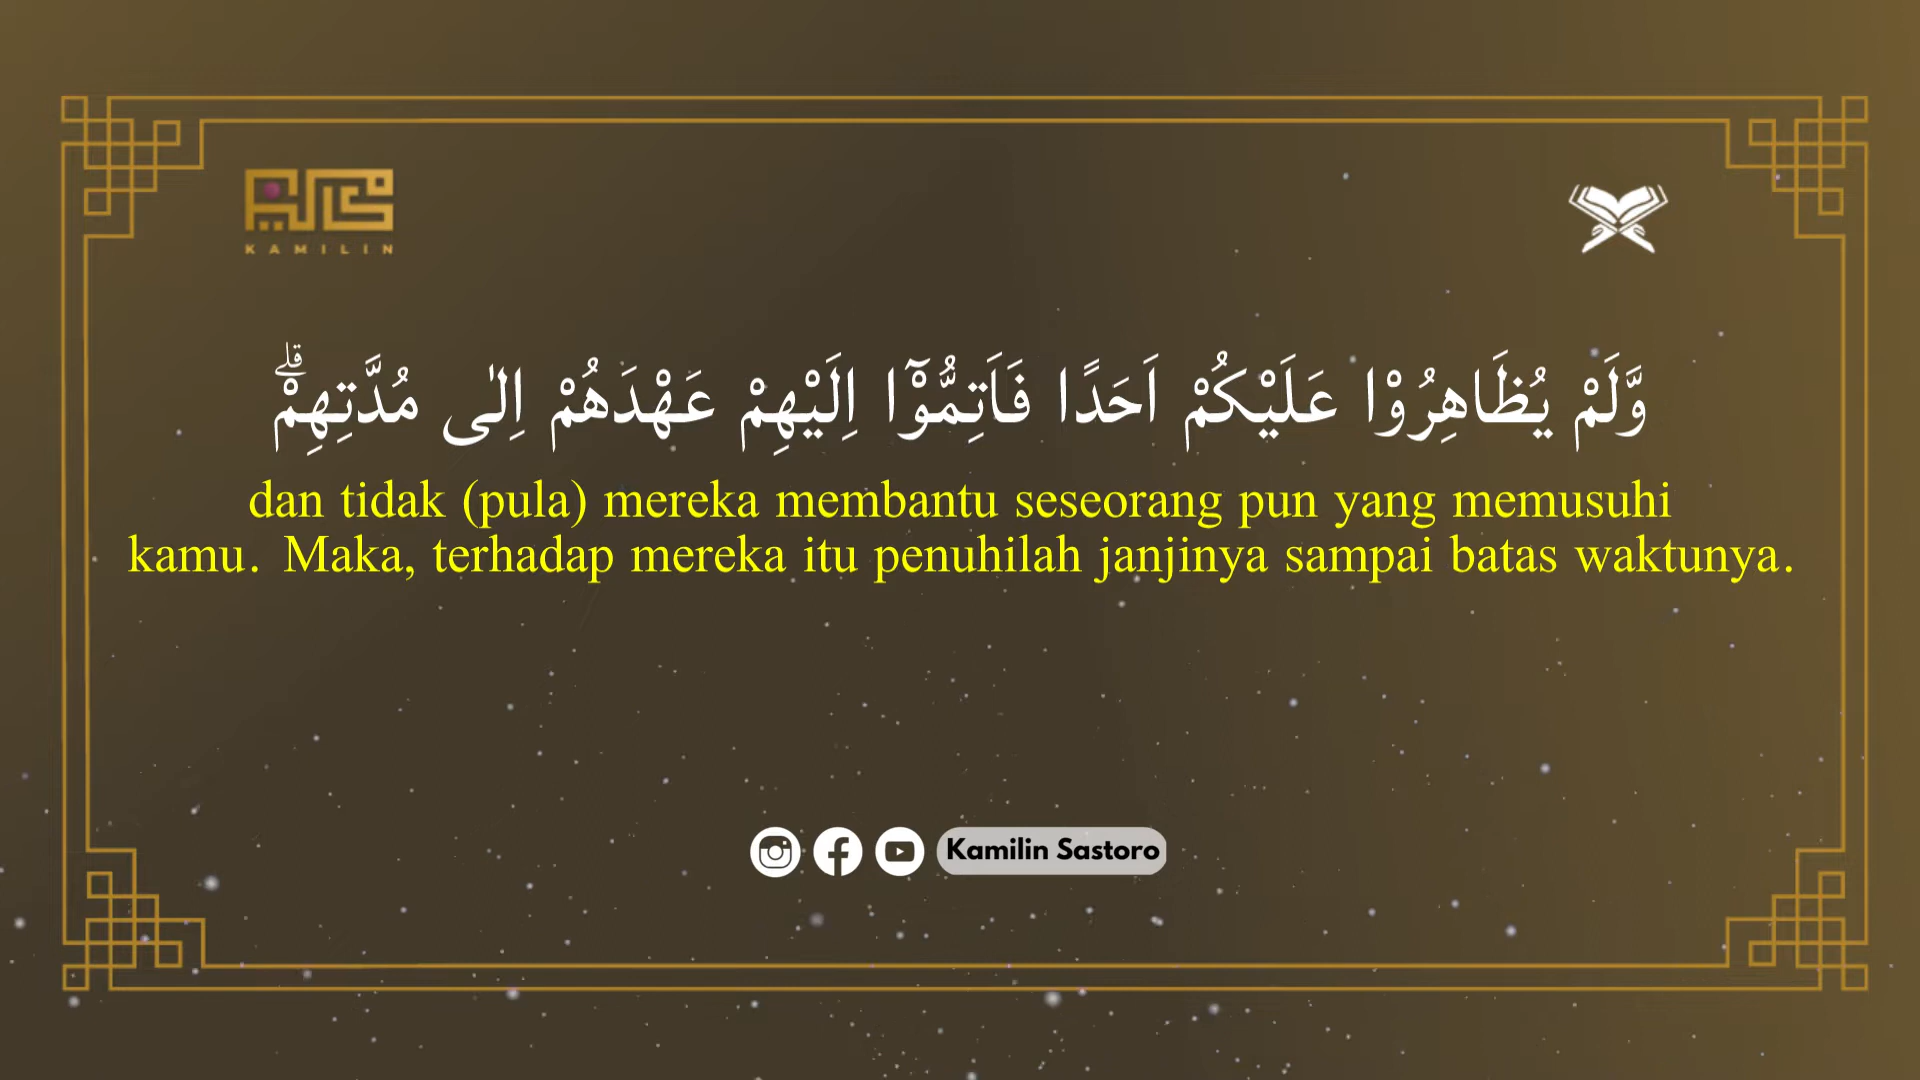 KAMILIN
وَّلَمْ يُظَاهِرُوْا عَلَيْكُمْ اَحَدًا فَاَتِمُّوْٓا اِلَيْهِمْ عَهْدَهُمْ اِلٰى مُدَّتِهِمْۗ
dan tidak (pula) mereka membantu seseorang pun yang memusuhi
kamu. Maka, terhadap mereka itu penuhilah janjinya sampai batas waktunya.
Kamilin Sastoro